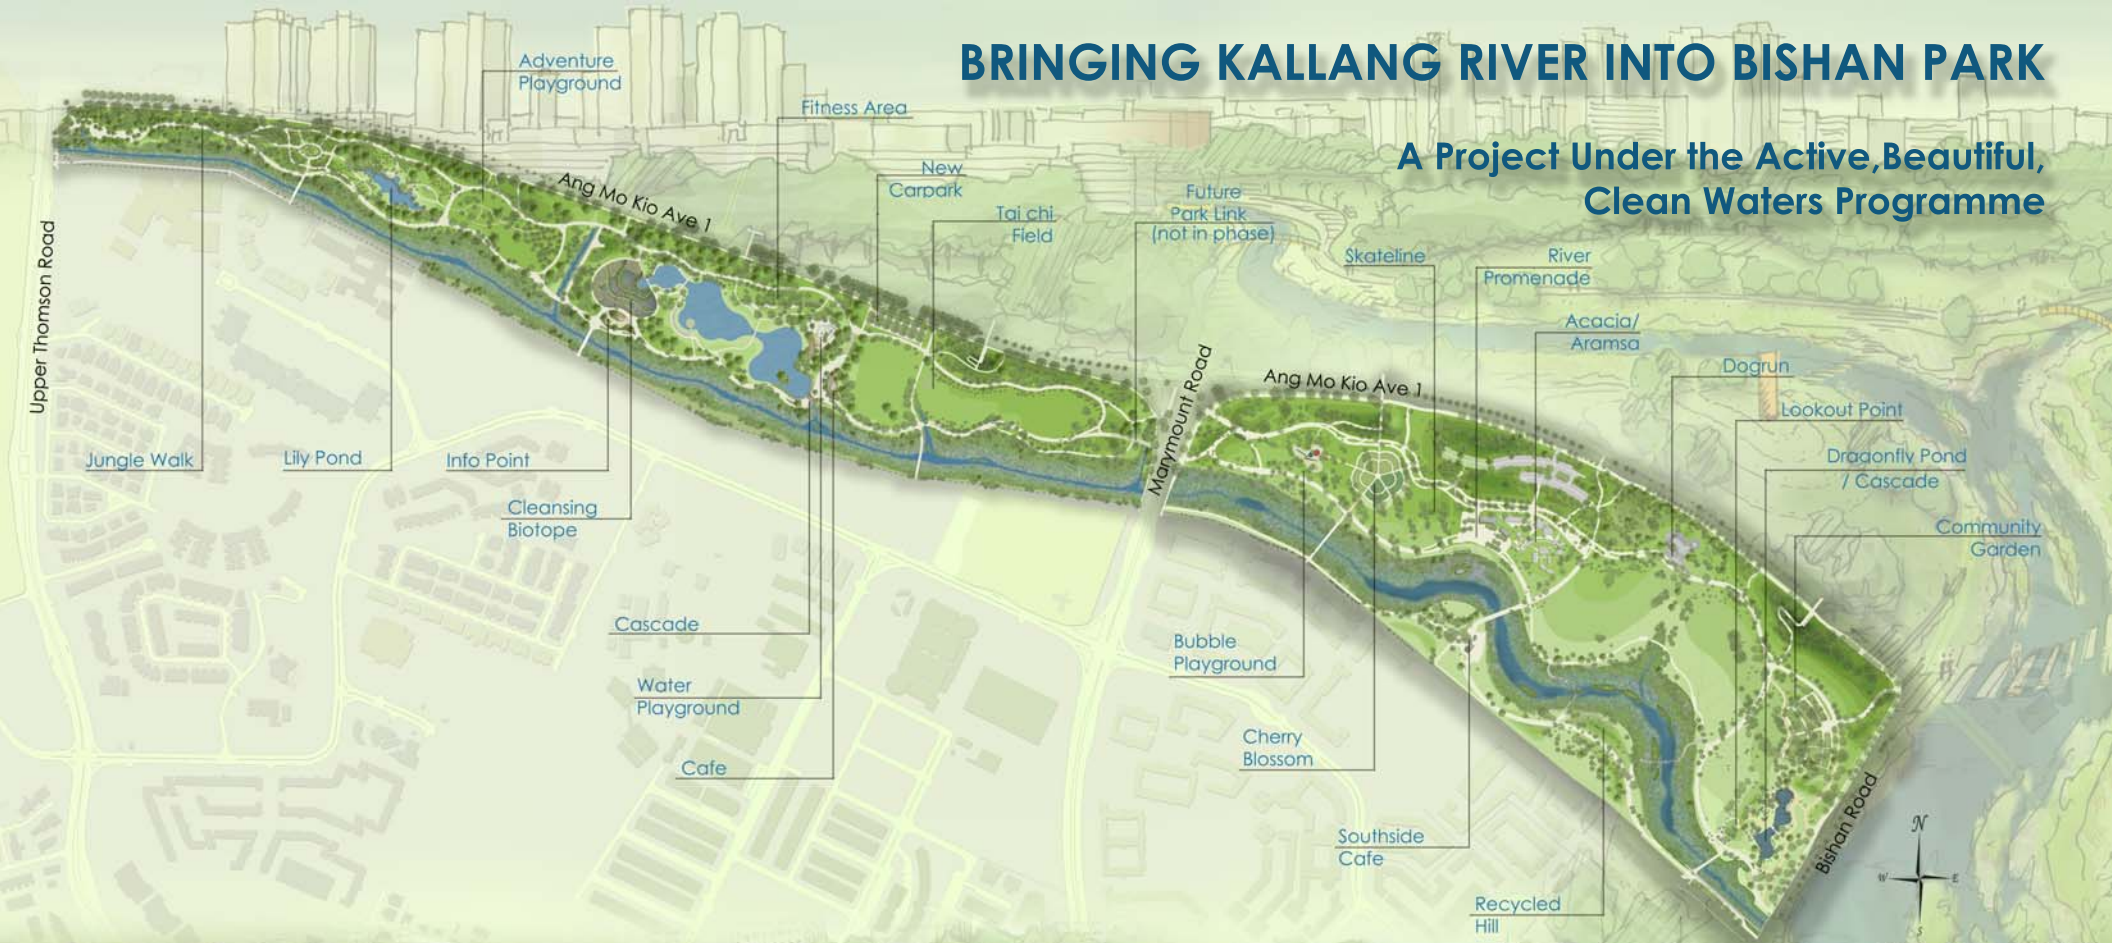 BRINGING KALLANG RIVER INTO BISHAN PARK
A Project Under the Active,Beautiful,
Clean Waters Programme
Adventure
Playground
Fitness Area
New
Carpark
Tai chi
Field
Future
Park Link
(not in phase)
Skateline
River
Promenade
Acacia/
Aramsa
Dogrun
Lookout Point
Dragonfly Pond
/ Cascade
Community
Garden
Ang Mo Kio Ave 1
Ang Mo Kio Ave 1
Upper Thomson Road
Marymount Road
Bishan Road
Jungle Walk
Lily Pond
Info Point
Cleansing
Biotope
Cascade
Water
Playground
Cafe
Bubble
Playground
Cherry
Blossom
Southside
Cafe
Recycled
Hill
N
W
E
S